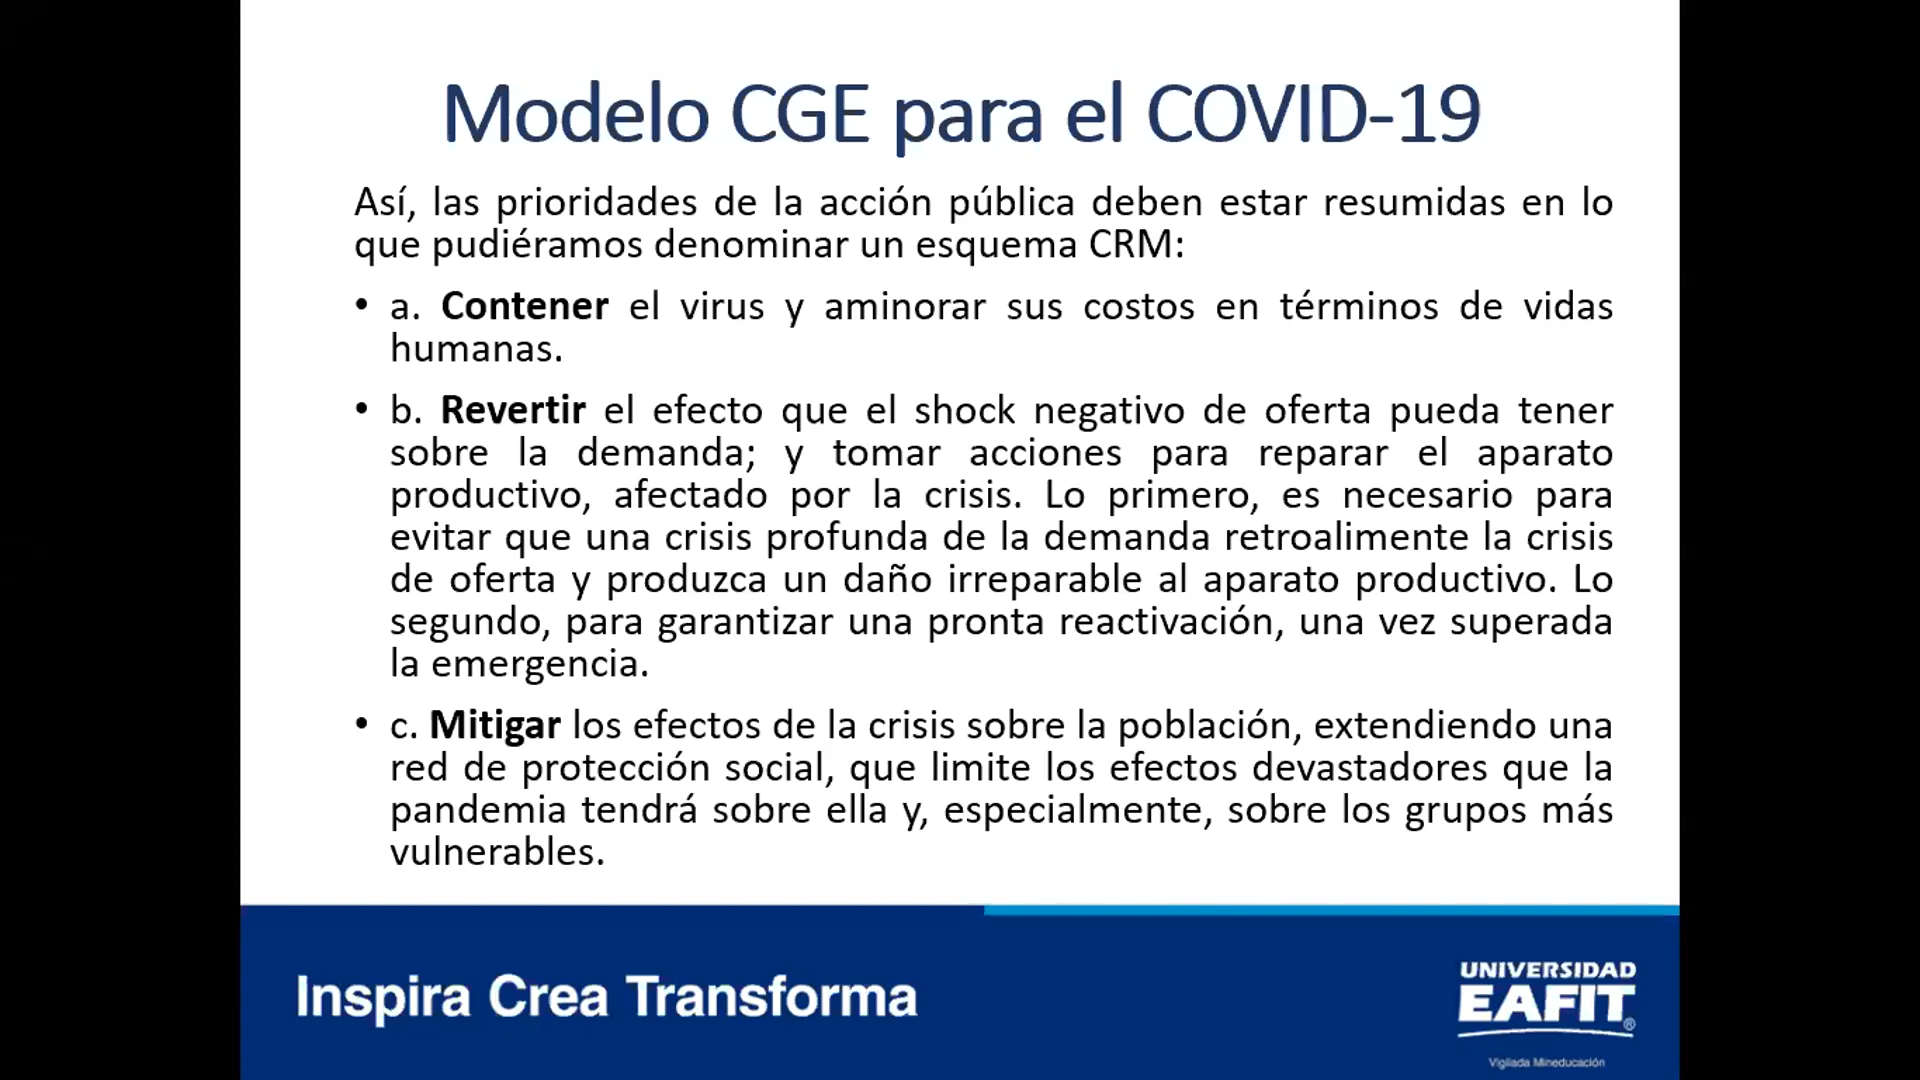 Modelo CGE para el COVID-19
Así, las prioridades de la acción pública deben estar resumidas en lo
que pudiéramos denominar un esquema CRM:
• a. Contener el virus y aminorar sus costos en términos de vidas
humanas.
• b. Revertir el efecto que el shock negativo de oferta pueda tener
sobre la demanda; y tomar acciones para reparar el aparato
productivo, afectado por la crisis. Lo primero, es necesario para
evitar que una crisis profunda de la demanda retroalimente la crisis
de oferta y produzca un daño irreparable al aparato productivo. Lo
segundo, para garantizar una pronta reactivación, una vez superada
la emergencia.
• c. Mitigar los efectos de la crisis sobre la población, extendiendo una
red de protección social, que limite los efectos devastadores que la
pandemia tendrá sobre ella y, especialmente, sobre los grupos más
vulnerables.
Inspira Crea Transforma
UNIVERSIDAD
EAFIT®
Vigilada Mineducación